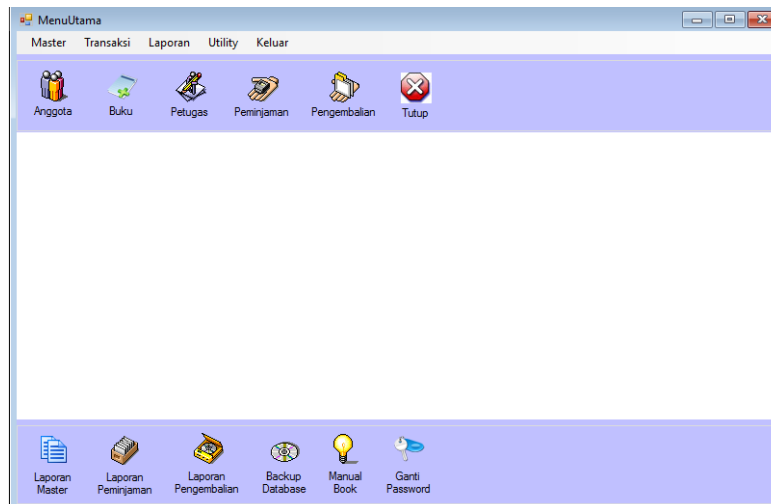 MenuUtama
Master Transaksi Laporan Utility Keluar
Anggota Buku Petugas Peminjaman Pengembalian Tutup
Laporan Laporan Laporan Backup Manual Ganti
Master Peminjaman Pengembalian Database Book Password